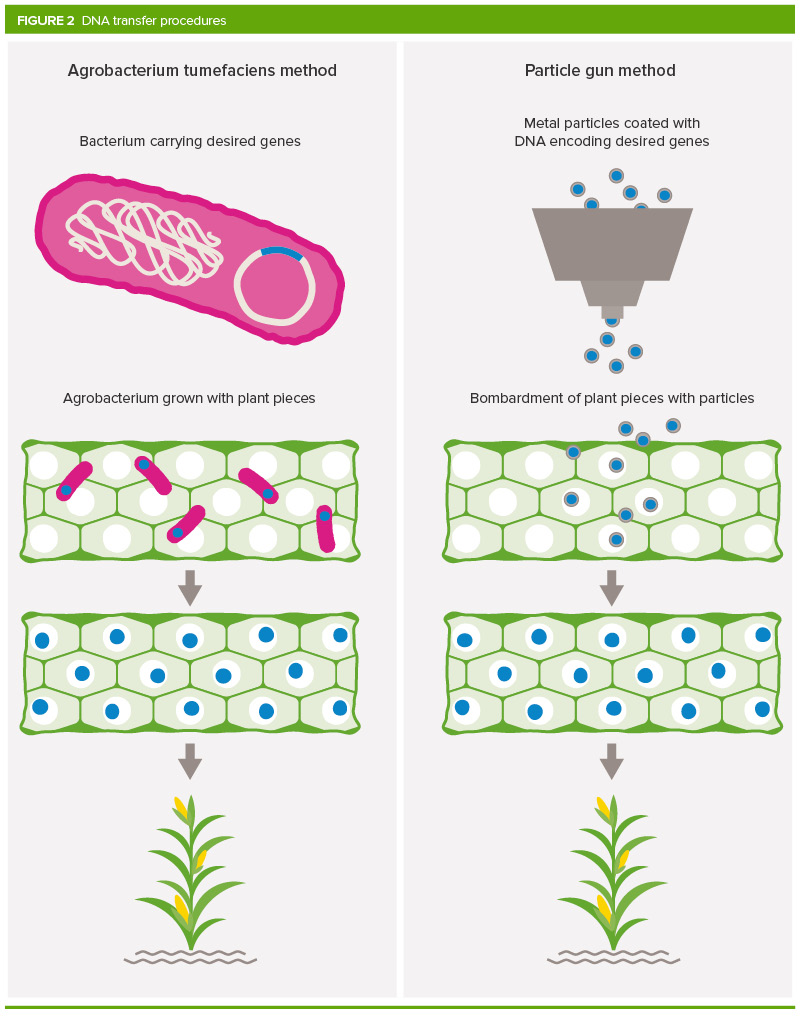 FIGURE 2 DNA transfer procedures
Agrobacterium tumefaciens method
Bacterium carrying desired genes
Agrobacterium grown with plant pieces
Particle gun method
Metal particles coated with
DNA encoding desired genes
Bombardment of plant pieces with particles